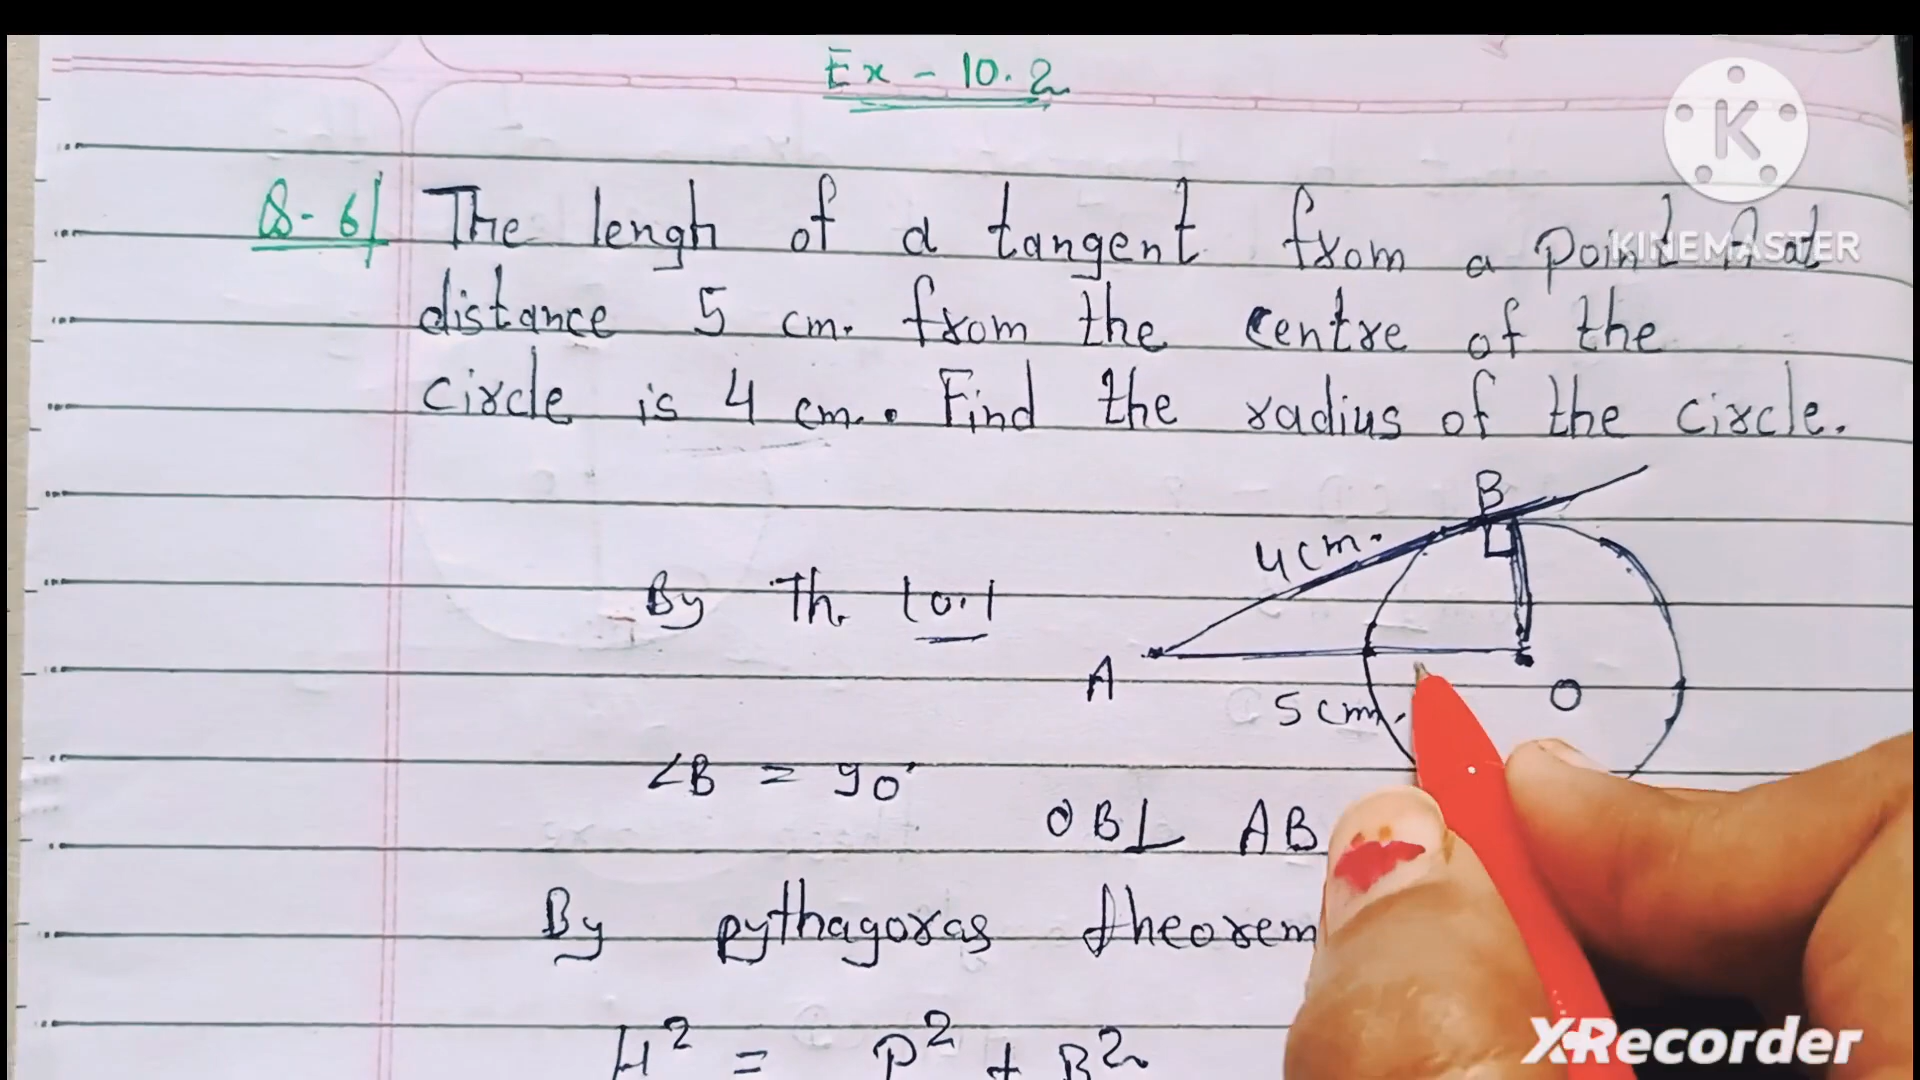 Ex - 10.2
K
KINEMASTER
Q-6/ The lengh of a tangent from a point A at
distance 5 cm. from the centre of the
circle is 4 cm. Find the radius of the circle.
B
4cm.
By Th. 10.1
A
5cm.
O
∠B = 90°
OB⊥ AB
By pythagoras theorem
H² = P² + B²
XRecorder